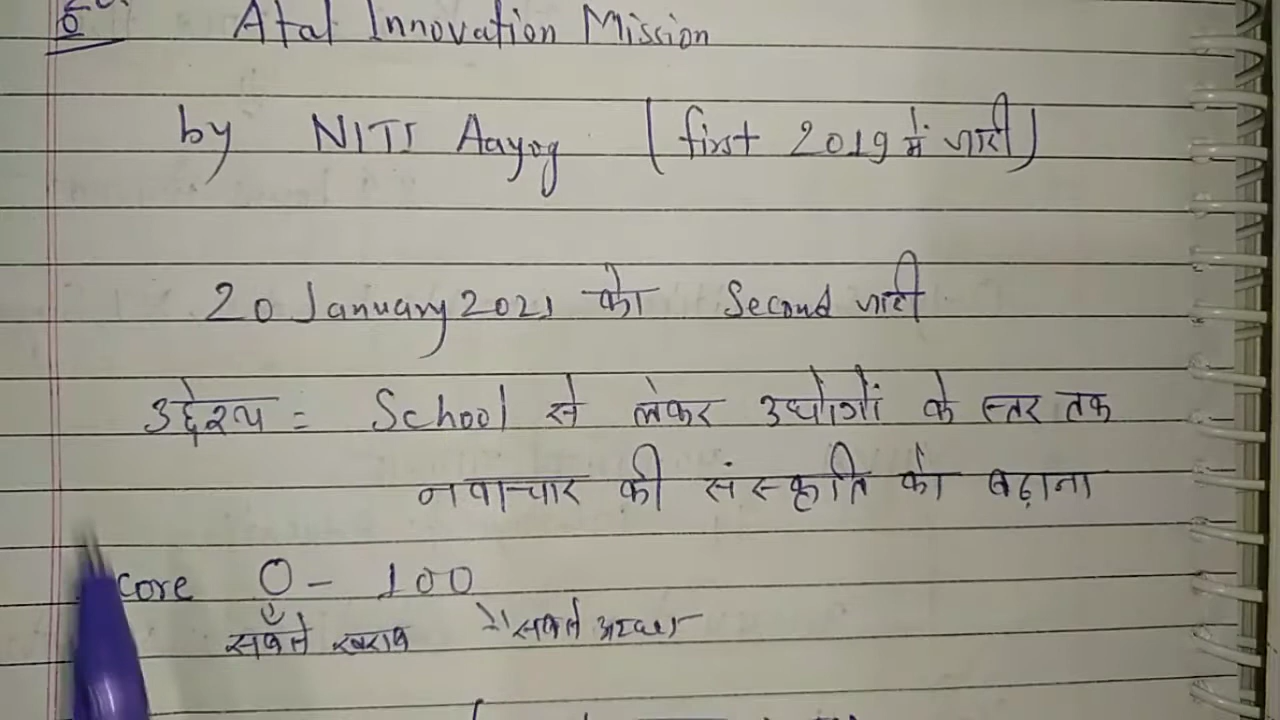 Atal Innovation Mission
by NITI Aayog (first 2019 में जारी)
20 January 2021 को Second जारी
उद्देश्य = School से लेकर उधोगों के स्तर तक
नवाचार की संस्कृति को बढ़ाना
core 0 - 100
सबसे खराब सबसे अच्छा